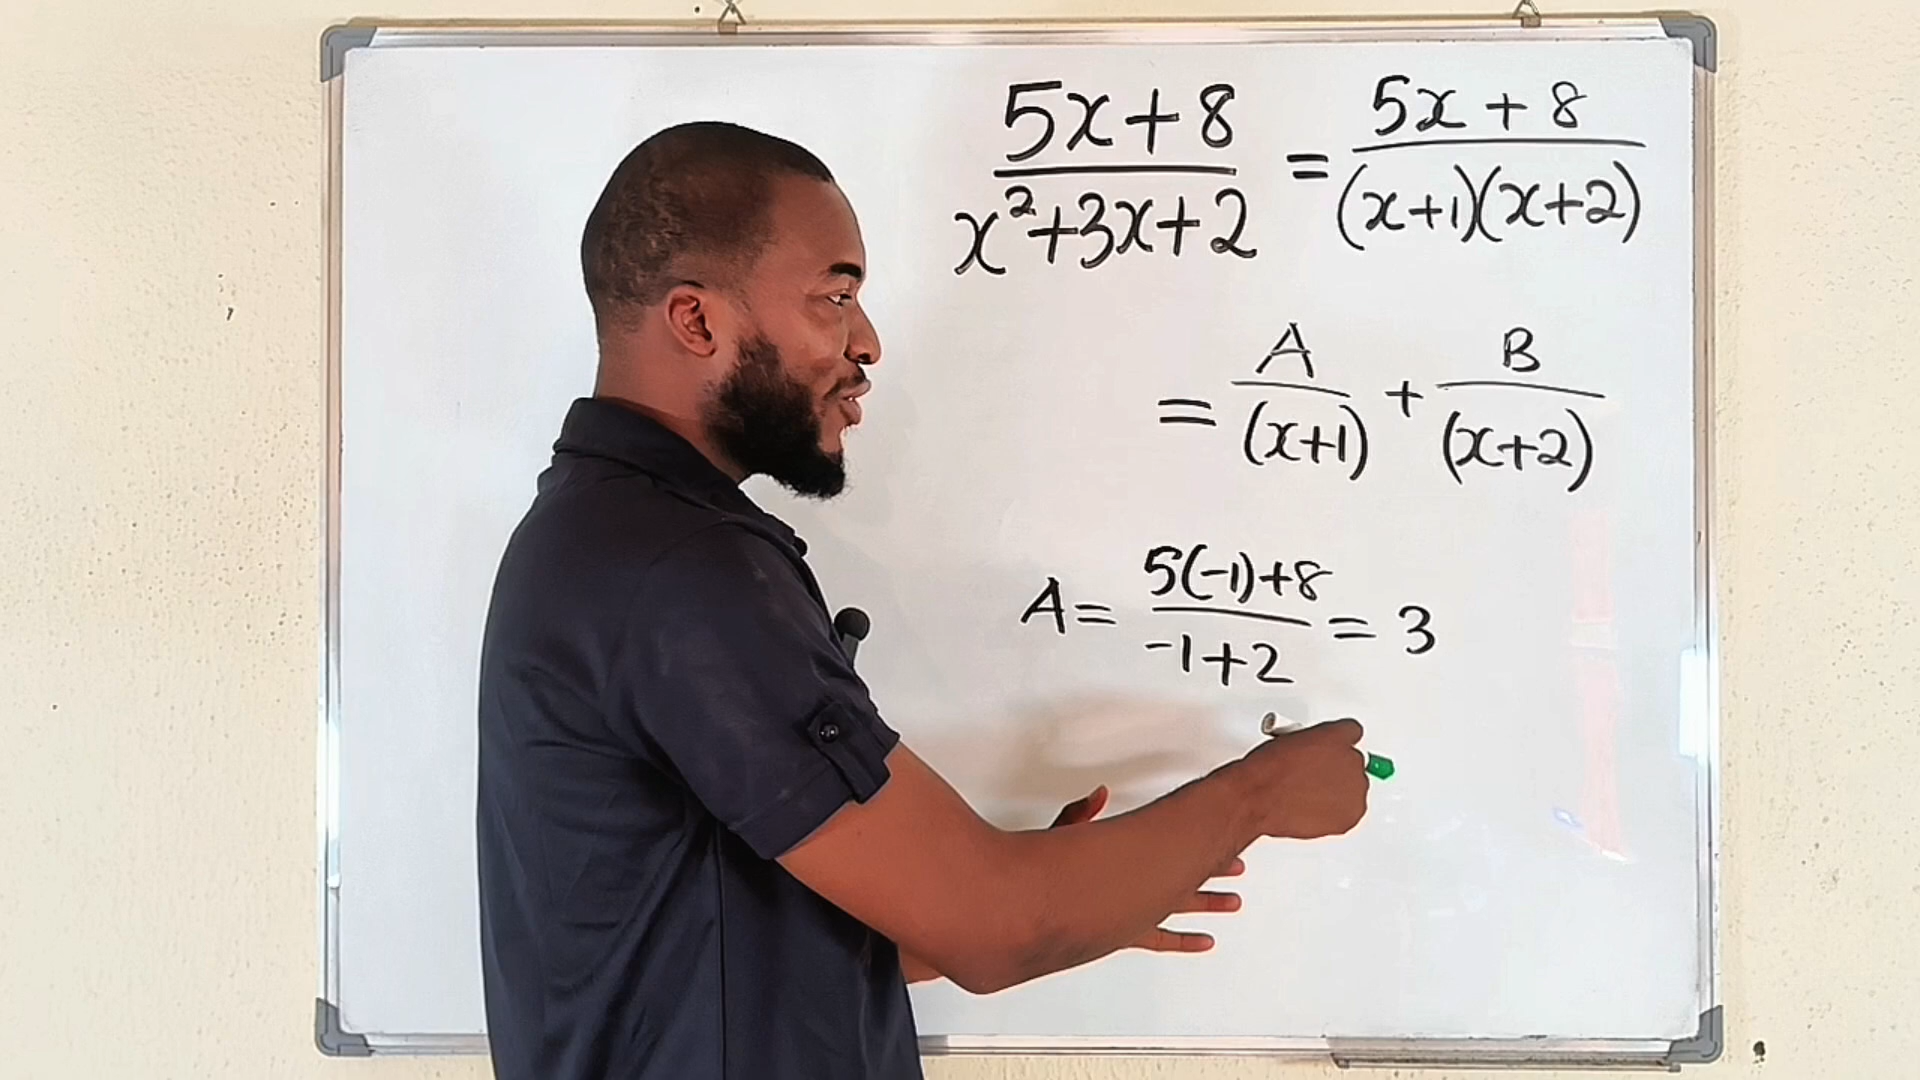 5x+8 / x²+3x+2 = 5x + 8 / (x+1)(x+2)
= A / (x+1) + B / (x+2)
A = 5(-1)+8 / -1+2 = 3